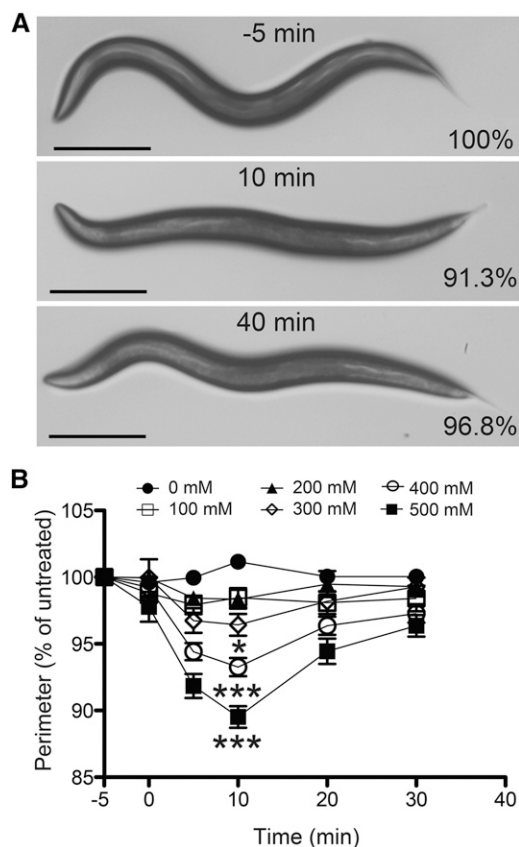 A
-5 min
100%
10 min
91.3%
40 min
96.8%
B
0 mM 200 mM 400 mM
100 mM 300 mM 500 mM
Perimeter (% of untreated)
105
100
95
90
85
*
***
***
-5 0 10 20 30 40
Time (min)